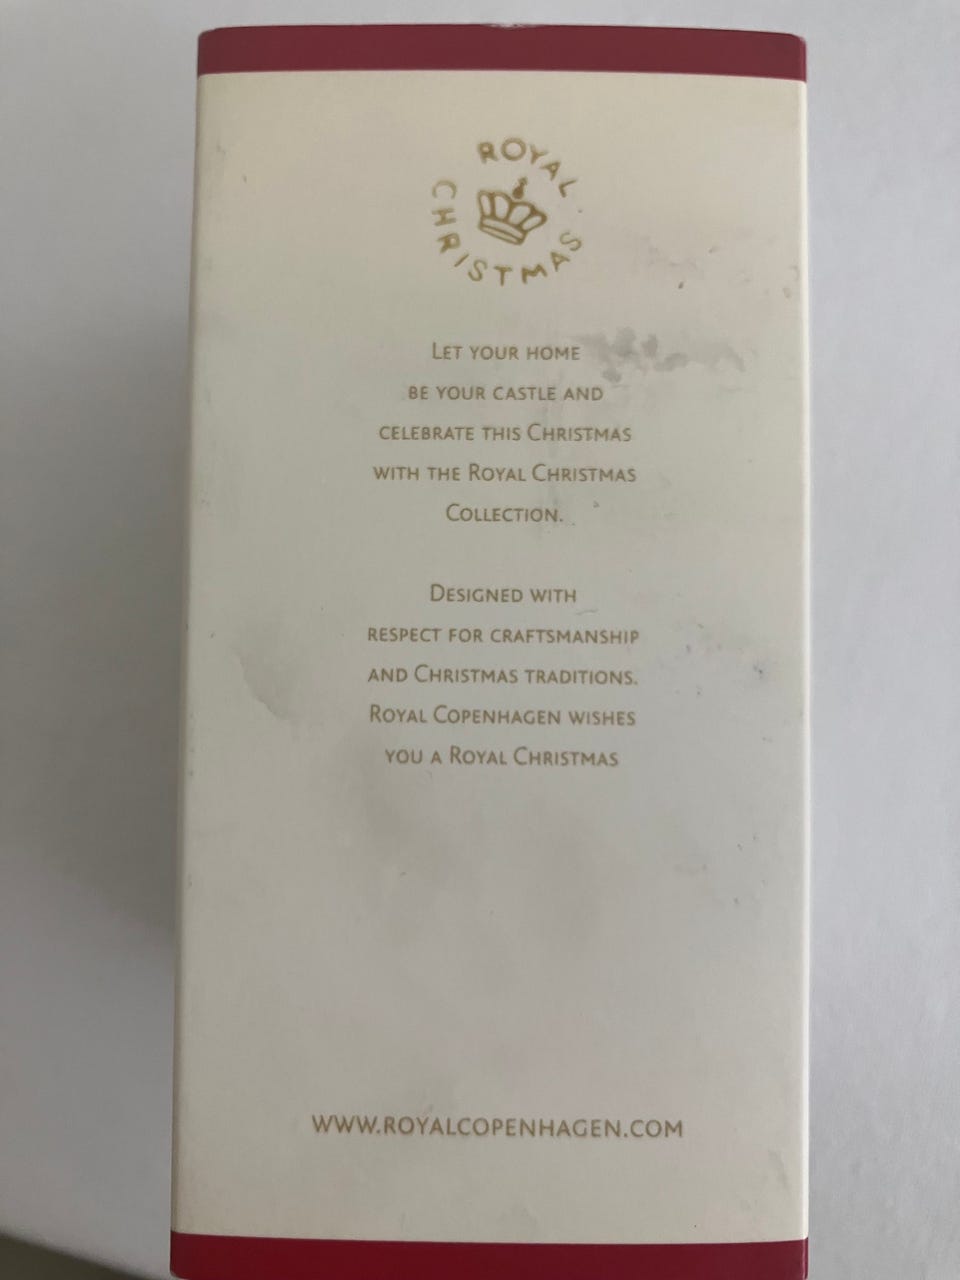 ROYAL
CHRISTMAS
LET YOUR HOME
BE YOUR CASTLE AND
CELEBRATE THIS CHRISTMAS
WITH THE ROYAL CHRISTMAS
COLLECTION.
DESIGNED WITH
RESPECT FOR CRAFTSMANSHIP
AND CHRISTMAS TRADITIONS.
ROYAL COPENHAGEN WISHES
YOU A ROYAL CHRISTMAS
WWW.ROYALCOPENHAGEN.COM